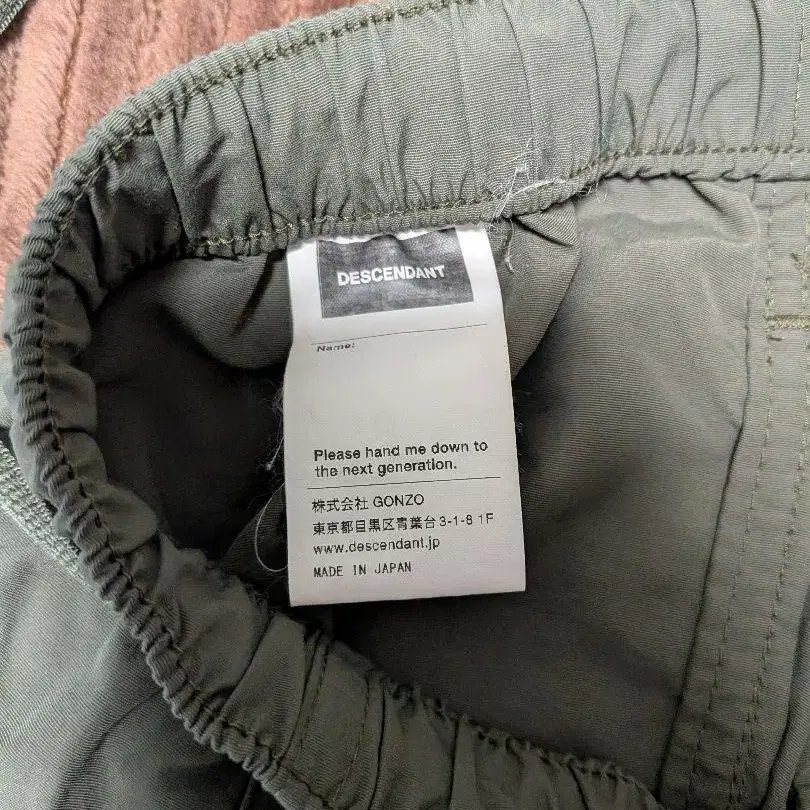 DESCENDANT
Name:
Please hand me down to
the next generation.
株式会社 GONZO
東京都目黒区青葉台3-1-8 1F
www.descendant.jp
MADE IN JAPAN